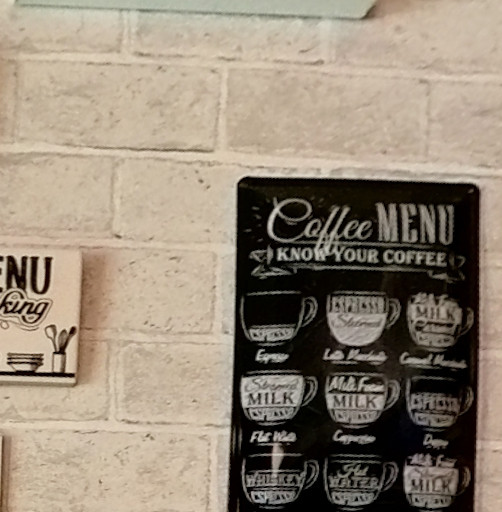 ENU
king
Coffee MENU
KNOW YOUR COFFEE
ESPRESSO
Steamed
Milk Foam
MILK
ESPRESSO
Espresso
Latte Macchiato
Caramel Macchiato
Steamed
MILK
ESPRESSO
Milk Foam
MILK
ESPRESSO
ESPRESSO
ESPRESSO
Flat White
Cappuccino
Doppio
WHISKEY
ESPRESSO
Hot
WATER
ESPRESSO
Milk Foam
Steamed
MILK